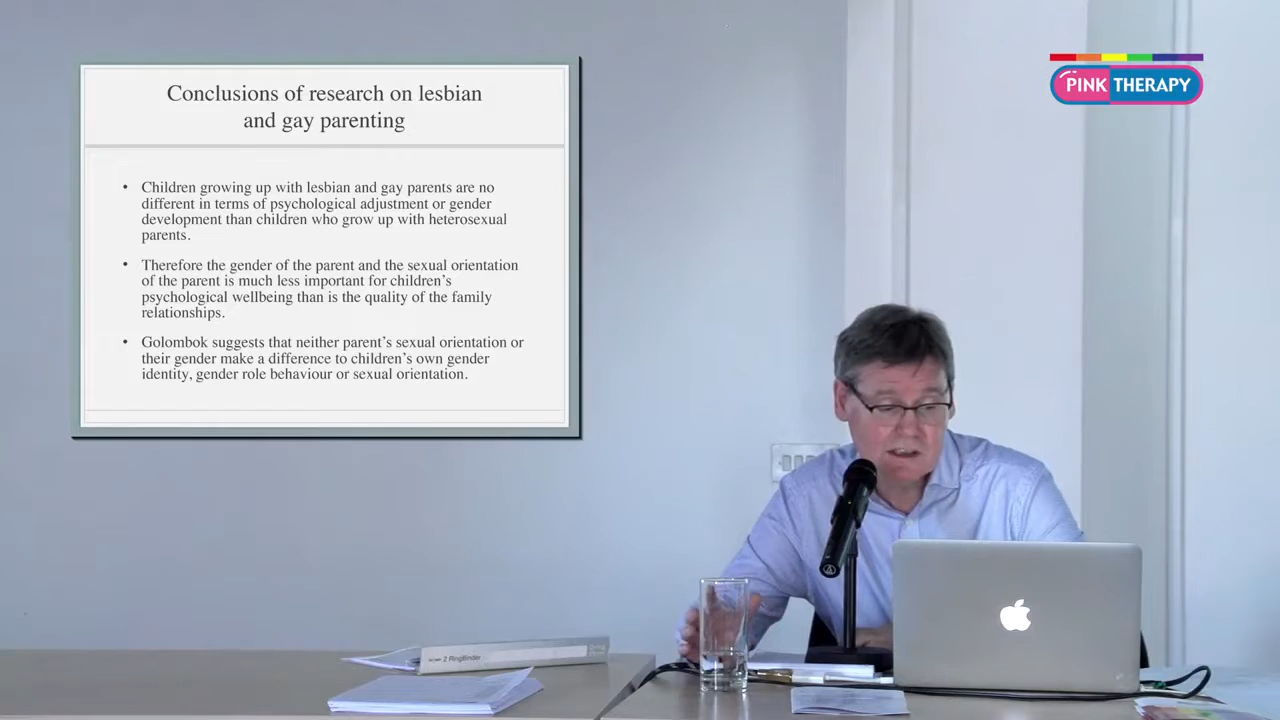 Conclusions of research on lesbian
and gay parenting
• Children growing up with lesbian and gay parents are no
different in terms of psychological adjustment or gender
development than children who grow up with heterosexual
parents.
• Therefore the gender of the parent and the sexual orientation
of the parent is much less important for children's
psychological wellbeing than is the quality of the family
relationships.
• Golombok suggests that neither parent's sexual orientation or
their gender make a difference to children's own gender
identity, gender role behaviour or sexual orientation.
PINK THERAPY
2 RingBinder